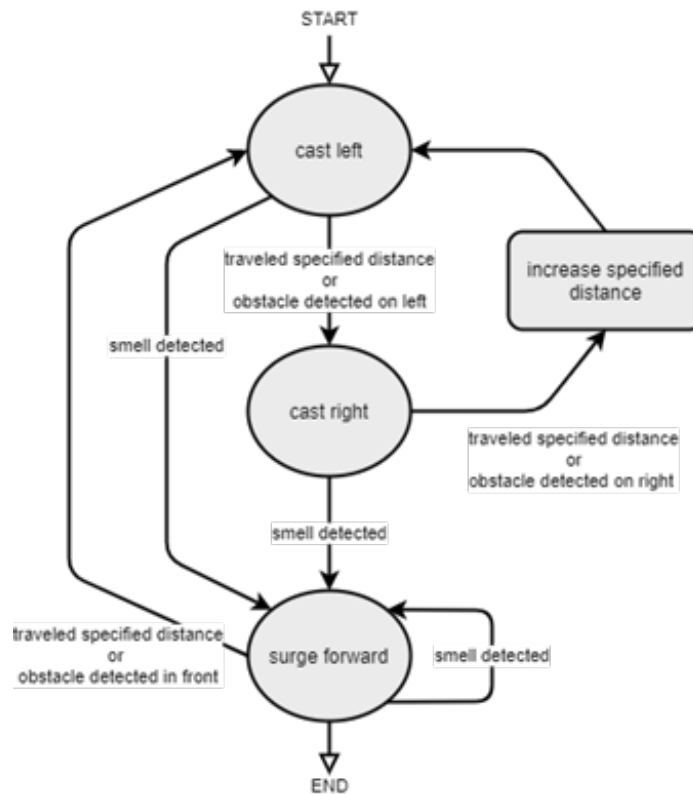 START
cast left
traveled specified distance
or
obstacle detected on left
increase specified
distance
smell detected
cast right
traveled specified distance
or
obstacle detected on right
smell detected
traveled specified distance
or
obstacle detected in front
surge forward
smell detected
END